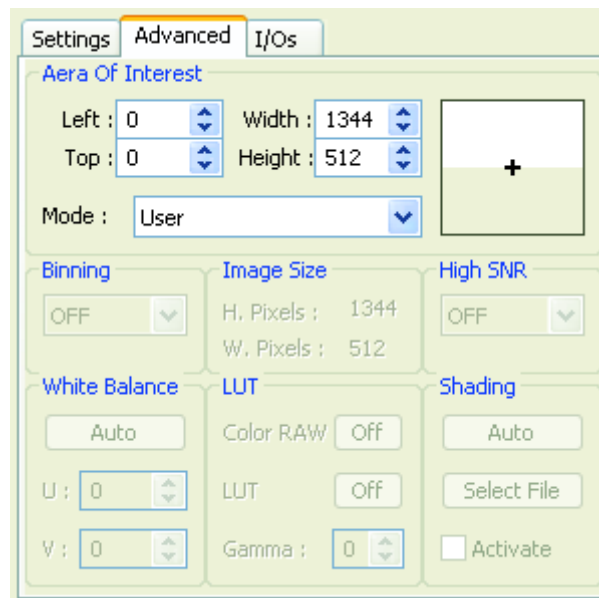 Settings Advanced I/Os
Aera Of Interest
Left : 0 Width : 1344
Top : 0 Height : 512
Mode : User
Binning Image Size High SNR
OFF H. Pixels : 1344 OFF
W. Pixels : 512
White Balance LUT Shading
Auto Color RAW Off Auto
U : 0 LUT Off Select File
V : 0 Gamma : 0 Activate